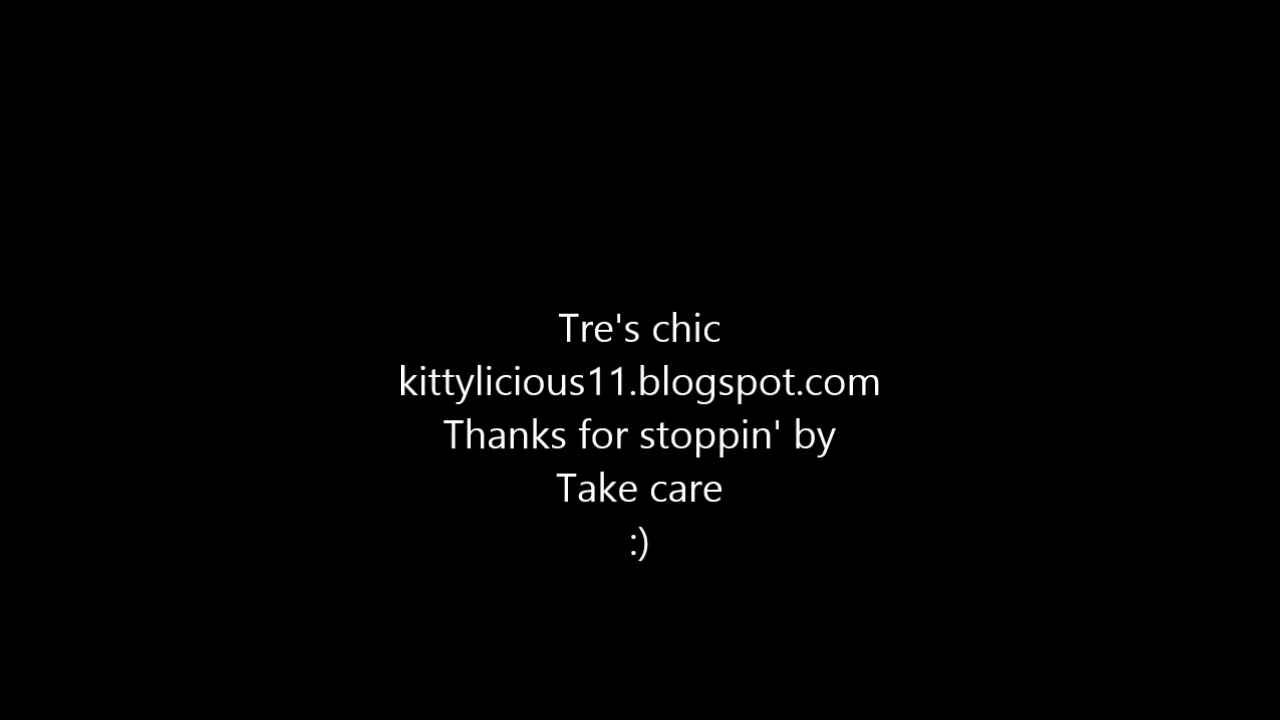 Tre's chic
kittylicious11.blogspot.com
Thanks for stoppin' by
Take care
:)